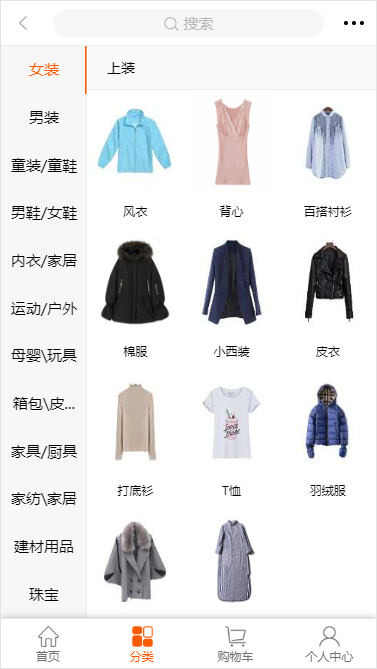 搜索
女装
上装
男装
童装/童鞋
男鞋/女鞋
内衣/家居
运动/户外
母婴\玩具
箱包\皮...
家具/厨具
家纺\家居
建材用品
珠宝
风衣
背心
百搭衬衫
棉服
小西装
皮衣
打底衫
T恤
羽绒服
首页
分类
购物车
个人中心